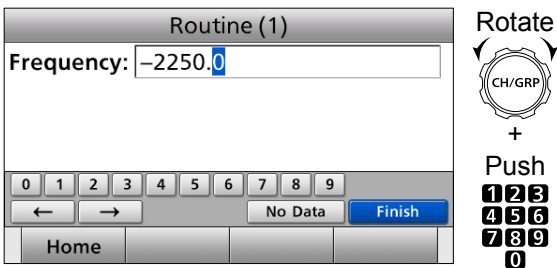 Routine (1)
Frequency: –2250.0
0 1 2 3 4 5 6 7 8 9
← → No Data Finish
Home
Rotate
CH/GRP
+
Push
1 2 3
4 5 6
7 8 9
0